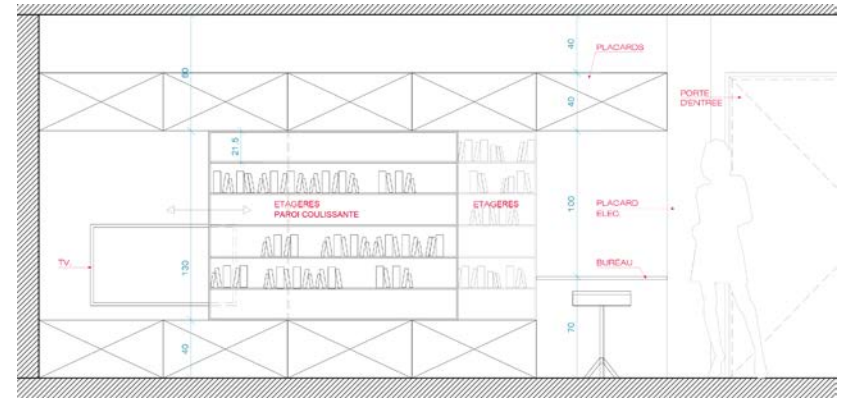 40
PLACARDS
80
40
PORTE
D'ENTREE
21.5
ETAGERES
PAROI COULISSANTE
ETAGERES
100
PLACARD
ELEC.
TV.
130
BUREAU
40
70